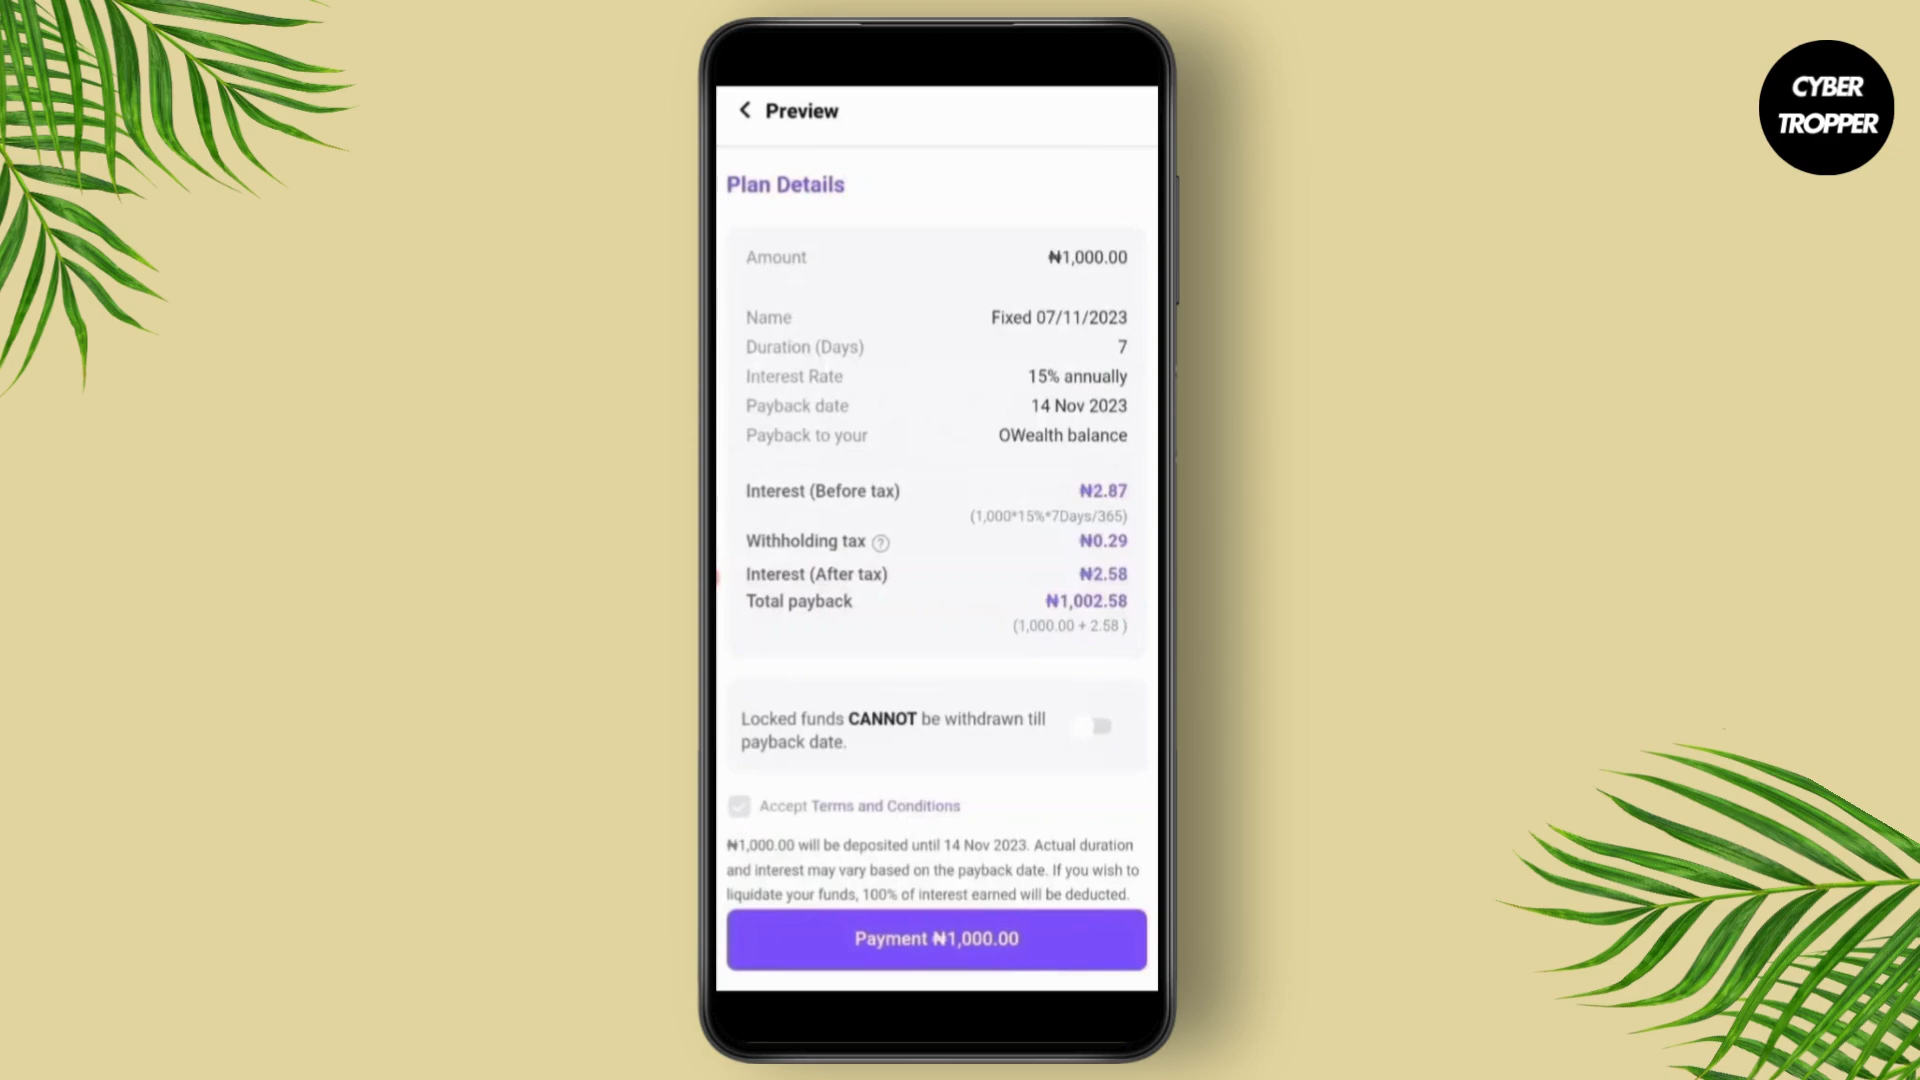 CYBER
TROPPER
Preview
Plan Details
Amount ₦1,000.00
Name Fixed 07/11/2023
Duration (Days) 7
Interest Rate 15% annually
Payback date 14 Nov 2023
Payback to your OWealth balance
Interest (Before tax) ₦2.87
(1,000*15%*7Days/365)
Withholding tax ? ₦0.29
Interest (After tax) ₦2.58
Total payback ₦1,002.58
(1,000.00 + 2.58 )
Locked funds CANNOT be withdrawn till
payback date.
Accept Terms and Conditions
₦1,000.00 will be deposited until 14 Nov 2023. Actual duration
and interest may vary based on the payback date. If you wish to
liquidate your funds, 100% of interest earned will be deducted.
Payment ₦1,000.00